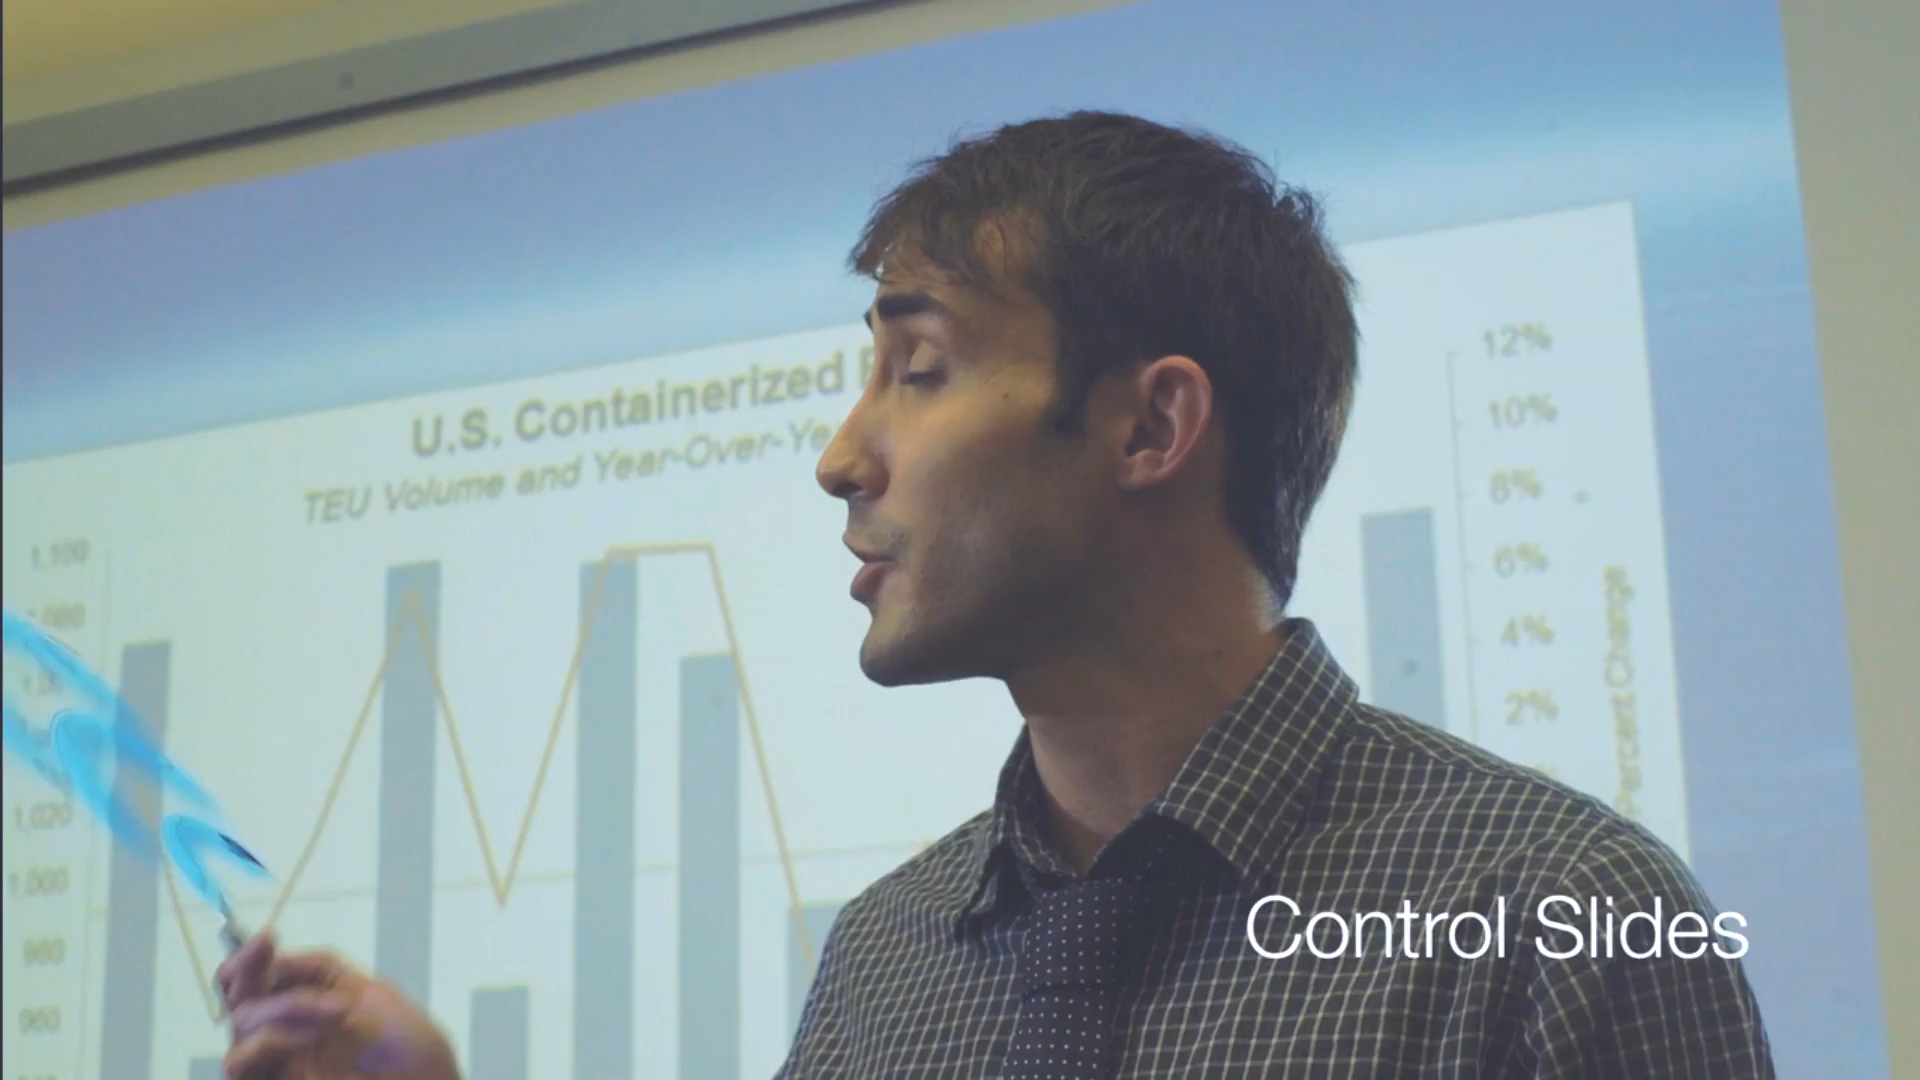 U.S. Containerized
TEU Volume and Year-Over-Ye
12%
10%
8%
6%
4%
2%
Percent Change
1,100
1,020
1,000
980
960
Control Slides